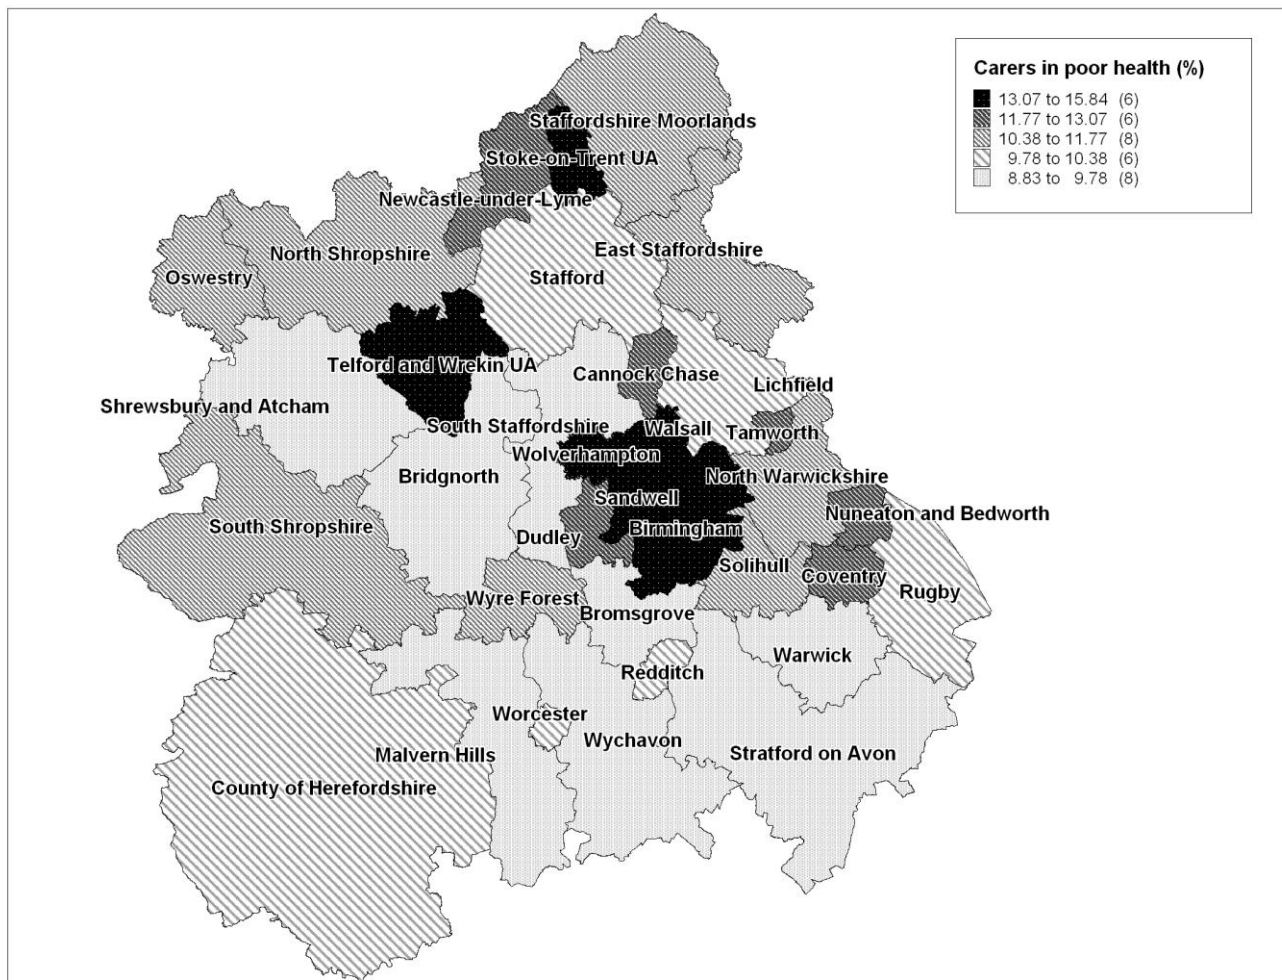 Carers in poor health (%)
13.07 to 15.84 (6)
11.77 to 13.07 (6)
10.38 to 11.77 (8)
9.78 to 10.38 (6)
8.83 to 9.78 (8)
Staffordshire Moorlands
Stoke-on-Trent UA
Newcastle-under-Lyme
North Shropshire
East Staffordshire
Oswestry
Stafford
Telford and Wrekin UA
Cannock Chase
Lichfield
Shrewsbury and Atcham
South Staffordshire
Walsall
Tamworth
Wolverhampton
Bridgnorth
North Warwickshire
Sandwell
Nuneaton and Bedworth
South Shropshire
Birmingham
Dudley
Solihull
Coventry
Rugby
Wyre Forest
Bromsgrove
Warwick
Redditch
Worcester
Wychavon
Malvern Hills
Stratford on Avon
County of Herefordshire